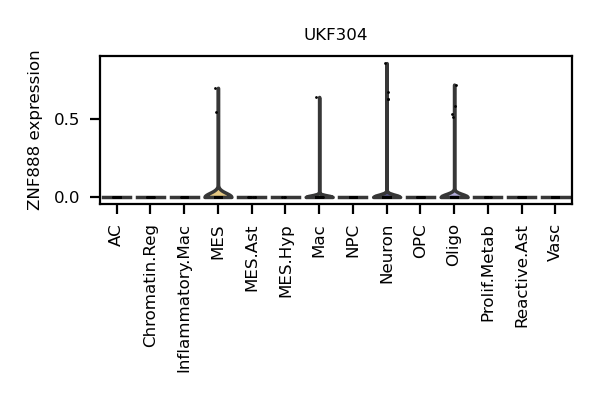 UKF304
ZNF888 expression
0.5
0.0
AC
Chromatin.Reg
Inflammatory.Mac
MES
MES.Ast
MES.Hyp
Mac
NPC
Neuron
OPC
Oligo
Prolif.Metab
Reactive.Ast
Vasc